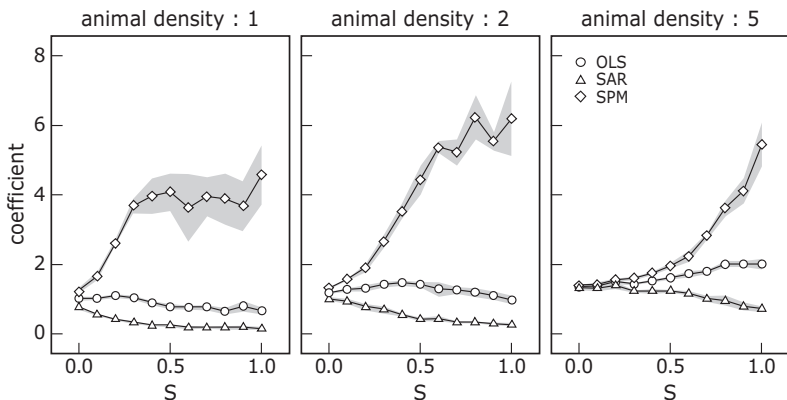 animal density : 1
animal density : 2
animal density : 5
coefficient
8
6
4
2
0
OLS
SAR
SPM
0.0 0.5 1.0
0.0 0.5 1.0
0.0 0.5 1.0
S
S
S